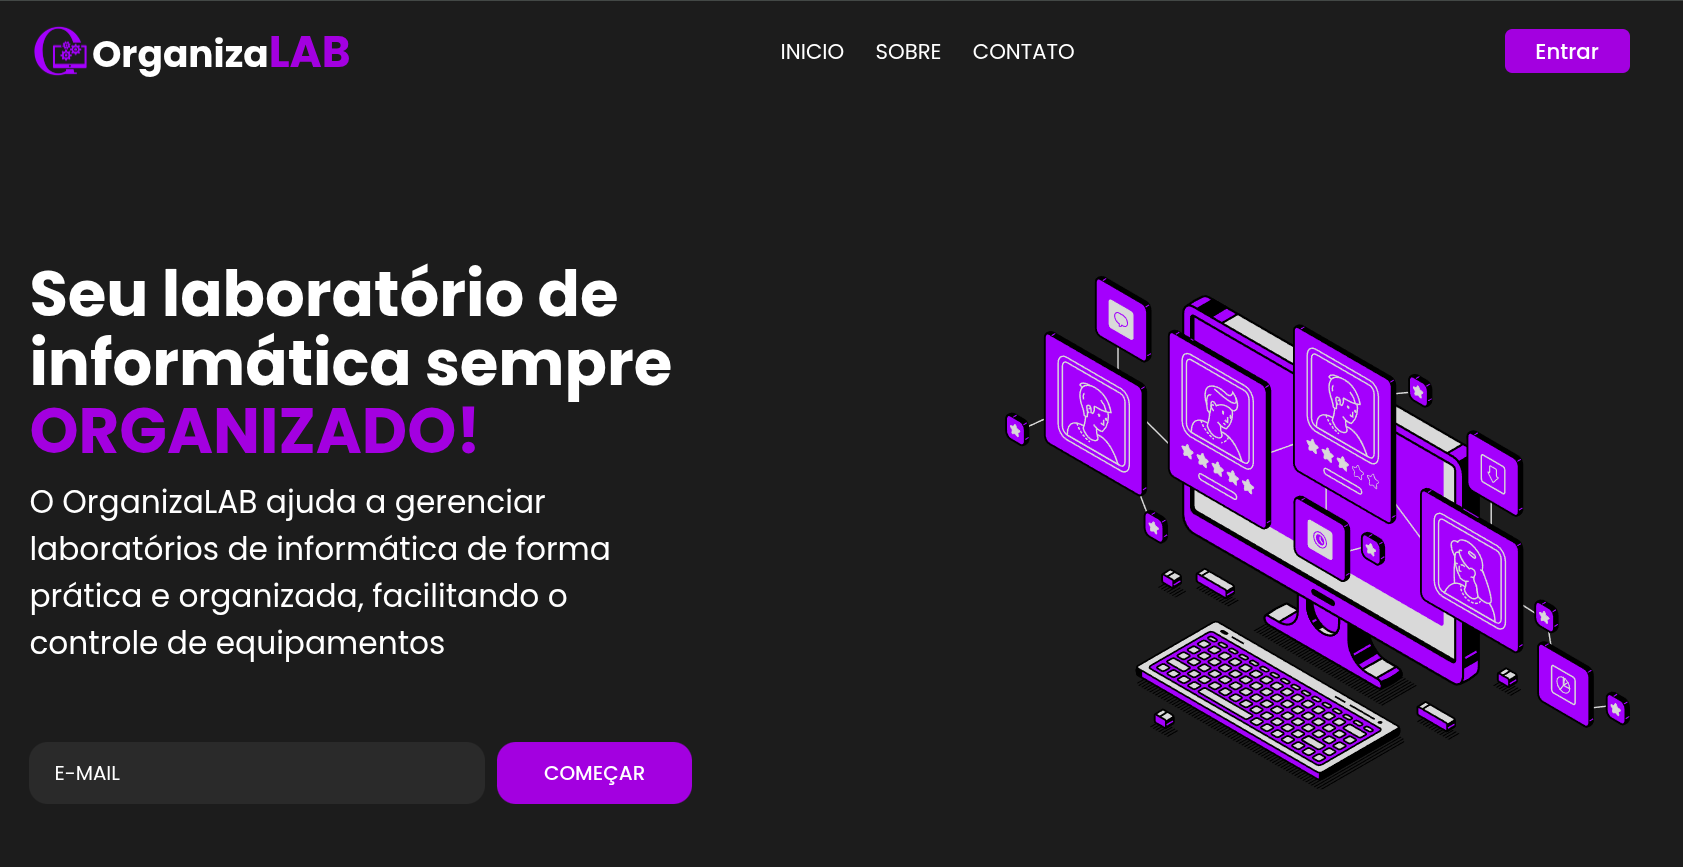 OrganizaLAB
INICIO SOBRE CONTATO
Entrar
Seu laboratório de
informática sempre
ORGANIZADO!
O OrganizaLAB ajuda a gerenciar
laboratórios de informática de forma
prática e organizada, facilitando o
controle de equipamentos
E-MAIL
COMEÇAR